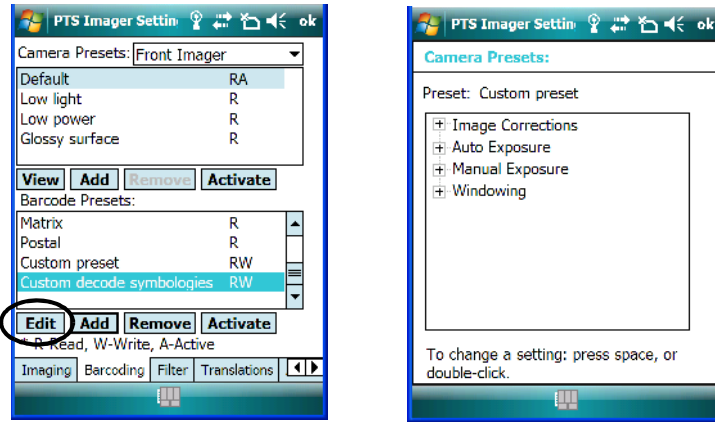 PTS Imager Settin ok
Camera Presets: Front Imager
Default RA
Low light R
Low power R
Glossy surface R
View Add Remove Activate
Barcode Presets:
Matrix R
Postal R
Custom preset RW
Custom decode symbologies RW
Edit Add Remove Activate
* R-Read, W-Write, A-Active
Imaging Barcoding Filter Translations
PTS Imager Settin ok
Camera Presets:
Preset: Custom preset
Image Corrections
Auto Exposure
Manual Exposure
Windowing
To change a setting: press space, or
double-click.